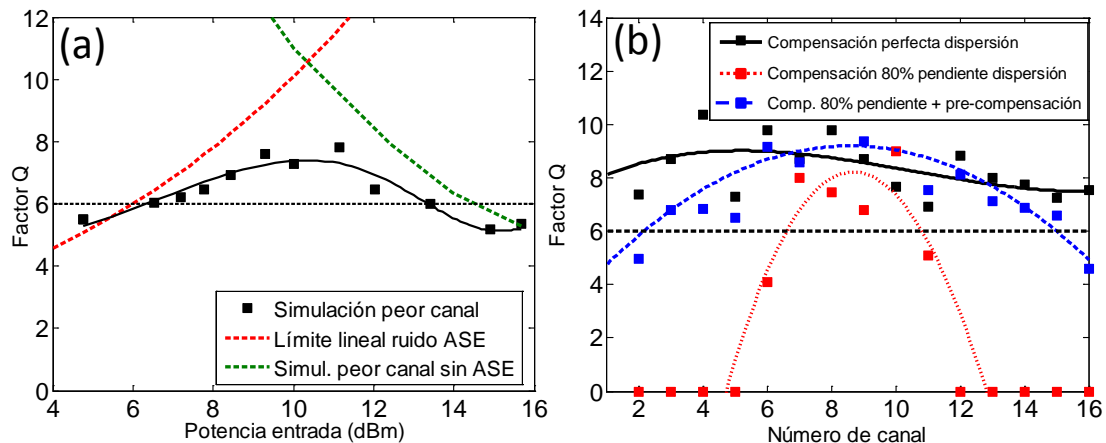 (a)
12
10
8
6
4
2
0
Factor Q
Simulación peor canal
Límite lineal ruido ASE
Simul. peor canal sin ASE
4 6 8 10 12 14 16
Potencia entrada (dBm)
(b)
14
12
10
8
6
4
2
0
Factor Q
Compensación perfecta dispersión
Compensación 80% pendiente dispersión
Comp. 80% pendiente + pre-compensación
2 4 6 8 10 12 14 16
Número de canal